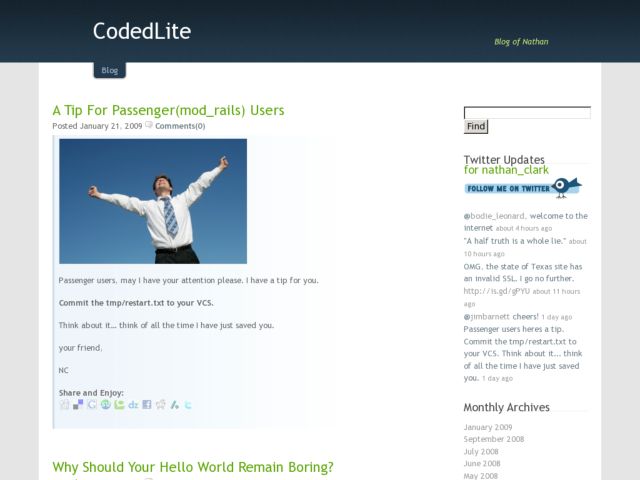 CodedLite
Blog of Nathan
Blog
A Tip For Passenger(mod_rails) Users
Posted January 21, 2009 Comments(0)
Passenger users, may I have your attention please. I have a tip for you.
Commit the tmp/restart.txt to your VCS.
Think about it... think of all the time I have just saved you.
your friend,
NC
Share and Enjoy:
Why Should Your Hello World Remain Boring?
Find
Twitter Updates
for nathan_clark
FOLLOW ME ON TWITTER
@bodie_leonard, welcome to the
internet about 4 hours ago
"A half truth is a whole lie." about
10 hours ago
OMG, the state of Texas site has
an invalid SSL. I go no further.
http://is.gd/gPYU about 11 hours
ago
@jimbarnett cheers! 1 day ago
Passenger users heres a tip.
Commit the tmp/restart.txt to
your VCS. Think about it... think
of all the time I have just saved
you. 1 day ago
Monthly Archives
January 2009
September 2008
July 2008
June 2008
May 2008